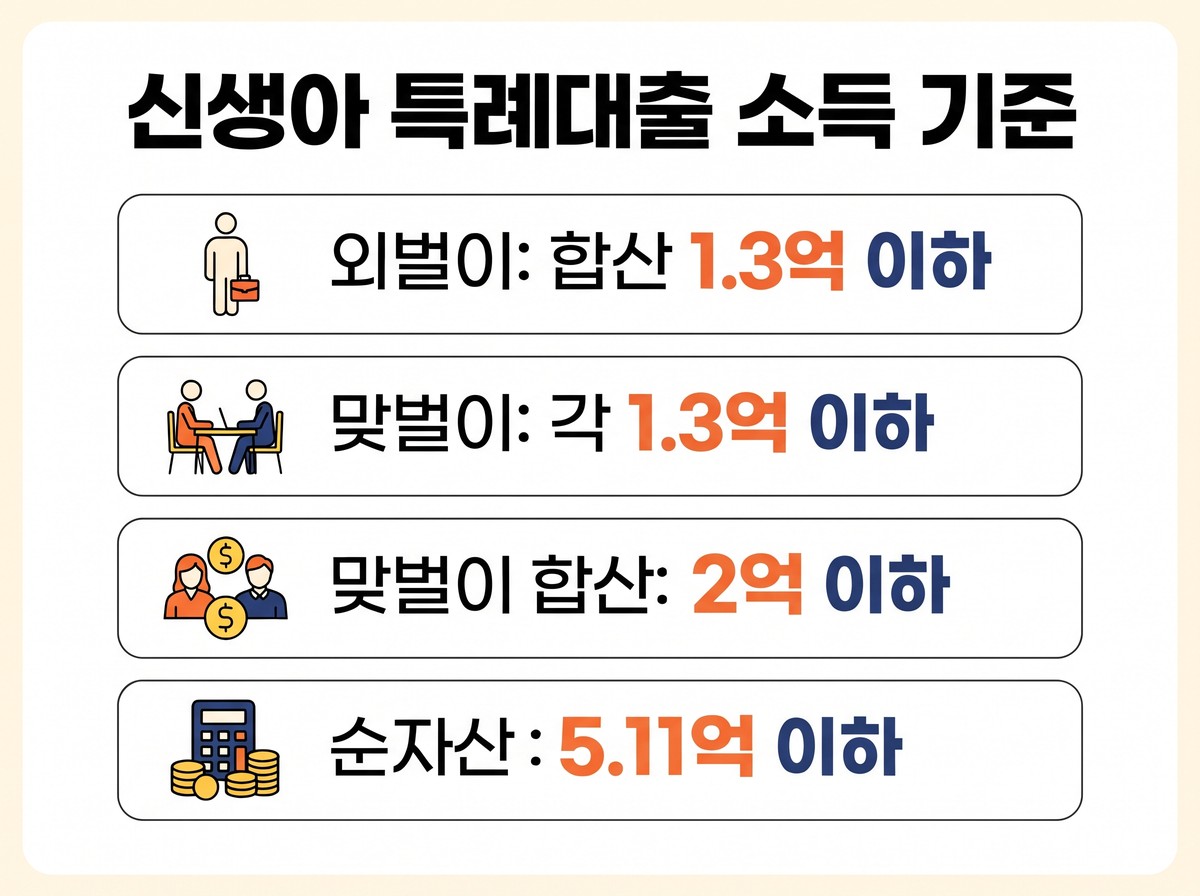 신생아 특례대출 소득 기준
외벌이: 합산 1.3억 이하
맞벌이: 각 1.3억 이하
$
맞벌이 합산: 2억 이하
$
순자산 : 5.11억 이하